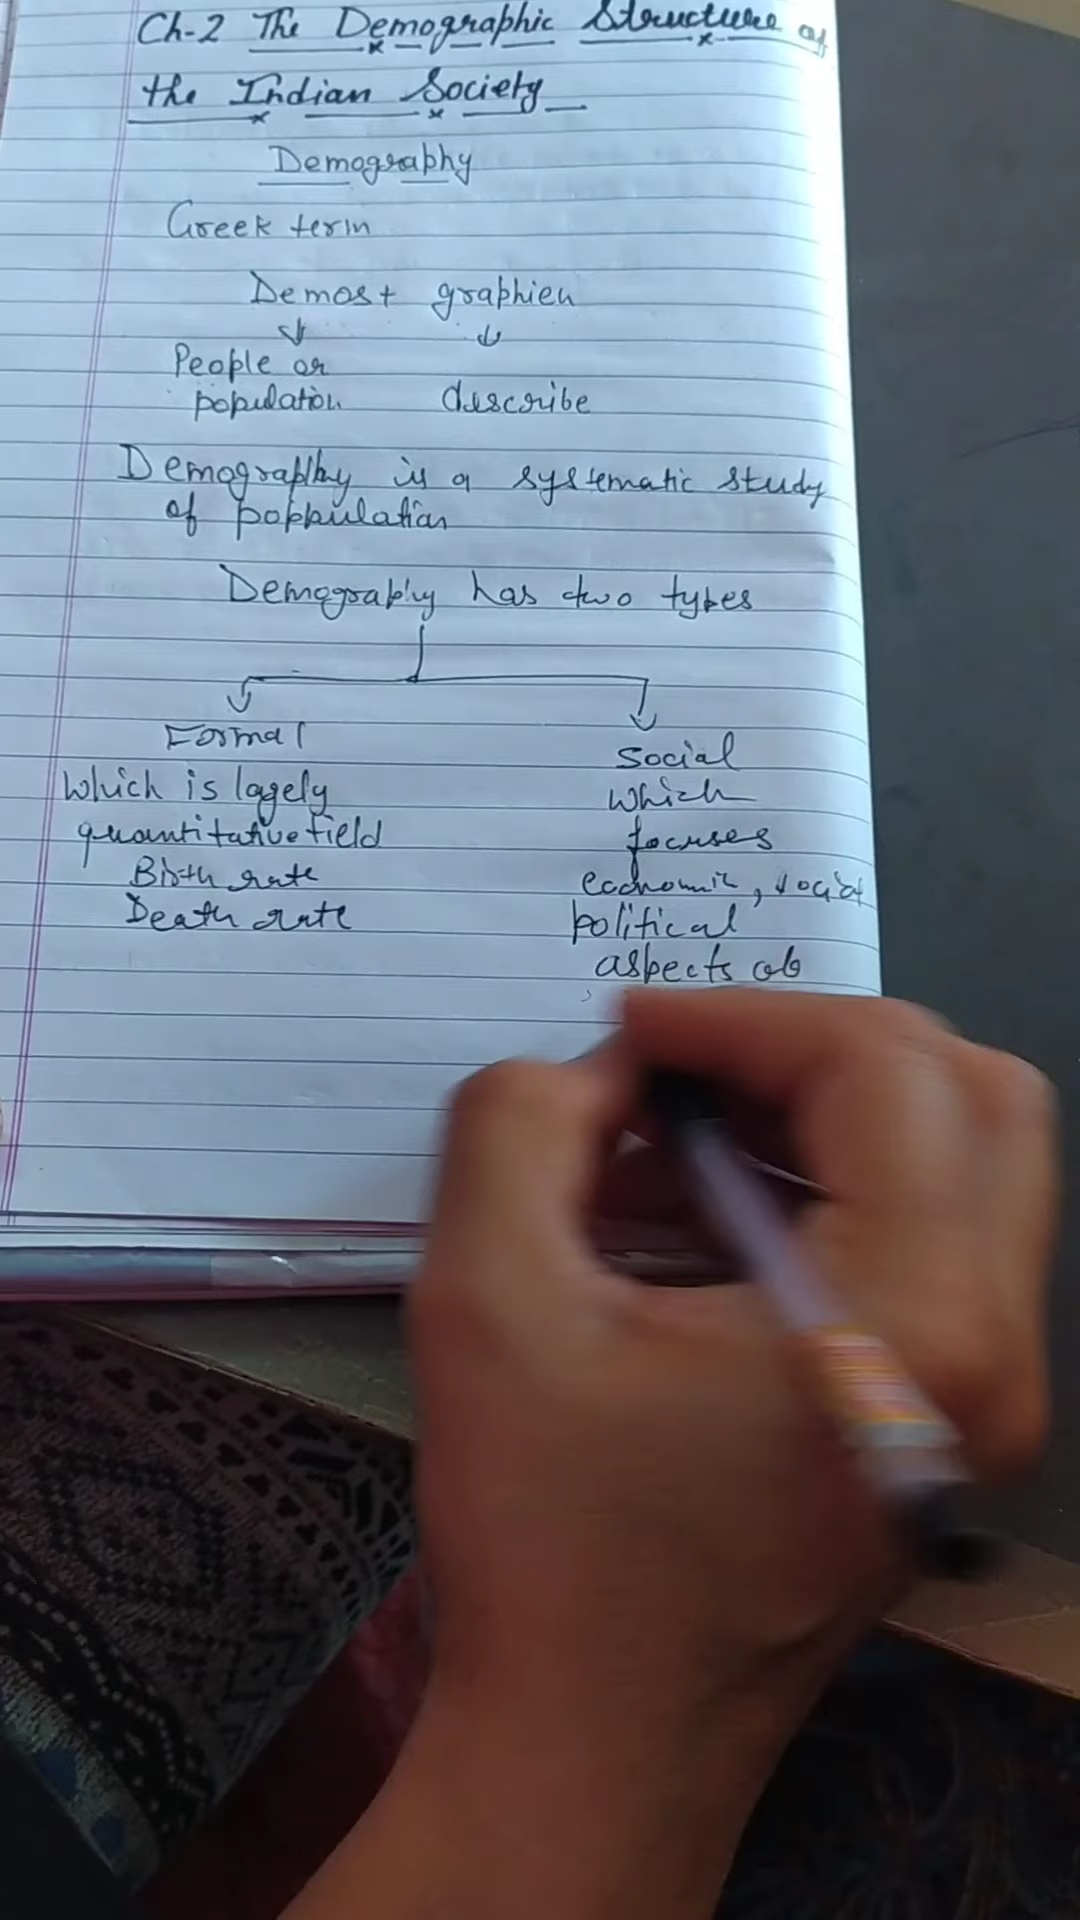 Ch-2 The Demographic Structure of
the Indian Society
Demography
Greek term
Demos + graphien
People or
population describe
Demography is a systematic study
of poppulation
Demography has two types
Formal
Which is lagely
quantitative field
Birth rate
Death rate
Social
which
focuses
economic, social
political
aspects of